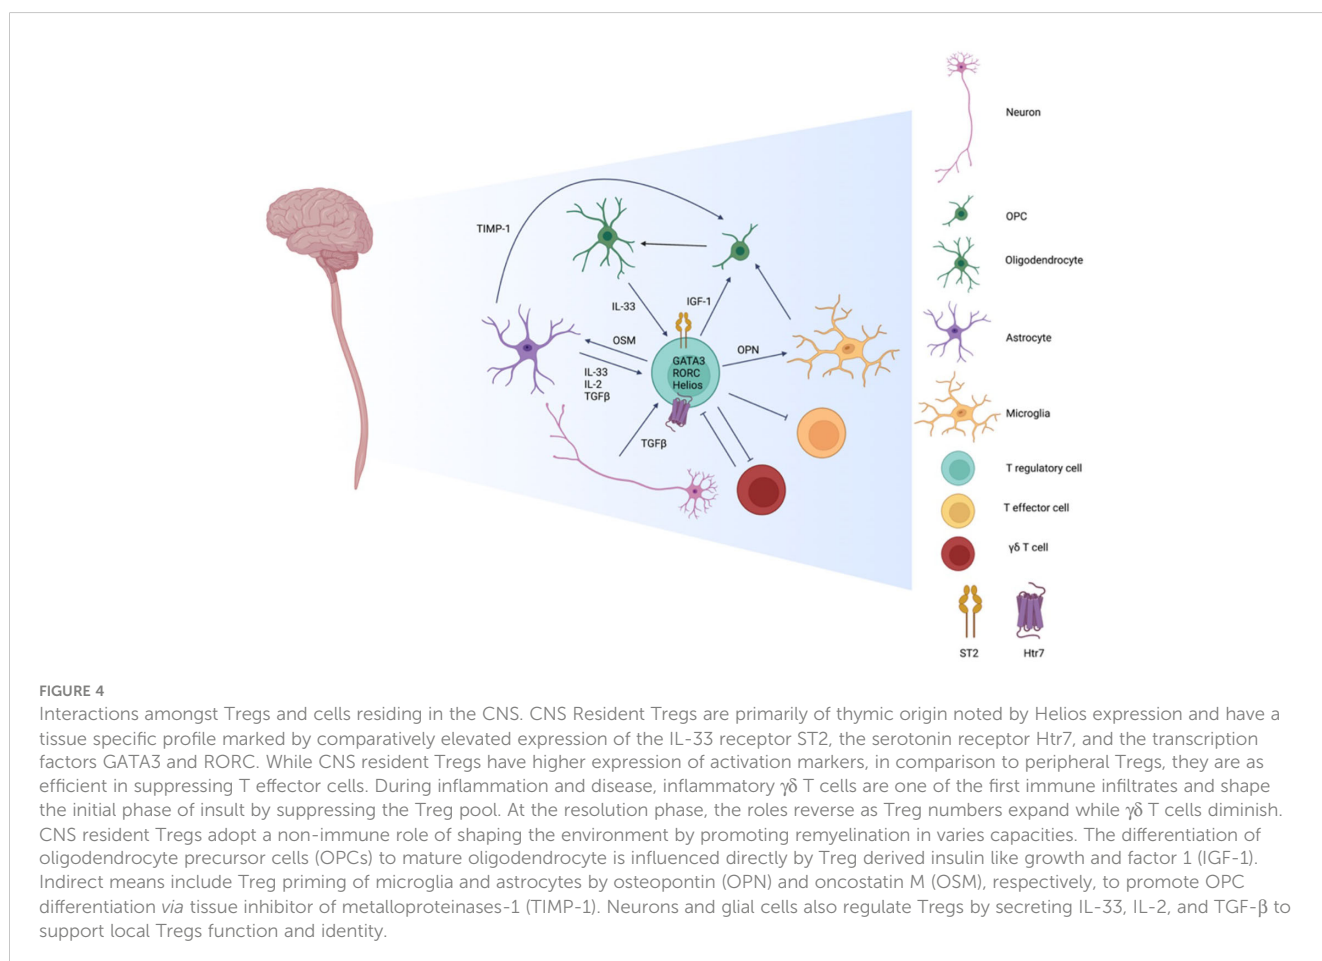 Neuron
TIMP-1
OPC
Oligodendrocyte
IL-33
IGF-1
Astrocyte
OSM
OPN
GATA3
RORC
Helios
IL-33
IL-2
TGFβ
Microglia
TGFβ
T regulatory cell
T effector cell
γδ T cell
ST2
Htr7
FIGURE 4
Interactions amongst Tregs and cells residing in the CNS. CNS Resident Tregs are primarily of thymic origin noted by Helios expression and have a
tissue specific profile marked by comparatively elevated expression of the IL-33 receptor ST2, the serotonin receptor Htr7, and the transcription
factors GATA3 and RORC. While CNS resident Tregs have higher expression of activation markers, in comparison to peripheral Tregs, they are as
efficient in suppressing T effector cells. During inflammation and disease, inflammatory γδ T cells are one of the first immune infiltrates and shape
the initial phase of insult by suppressing the Treg pool. At the resolution phase, the roles reverse as Treg numbers expand while γδ T cells diminish.
CNS resident Tregs adopt a non-immune role of shaping the environment by promoting remyelination in varies capacities. The differentiation of
oligodendrocyte precursor cells (OPCs) to mature oligodendrocyte is influenced directly by Treg derived insulin like growth and factor 1 (IGF-1).
Indirect means include Treg priming of microglia and astrocytes by osteopontin (OPN) and oncostatin M (OSM), respectively, to promote OPC
differentiation via tissue inhibitor of metalloproteinases-1 (TIMP-1). Neurons and glial cells also regulate Tregs by secreting IL-33, IL-2, and TGF-β to
support local Tregs function and identity.